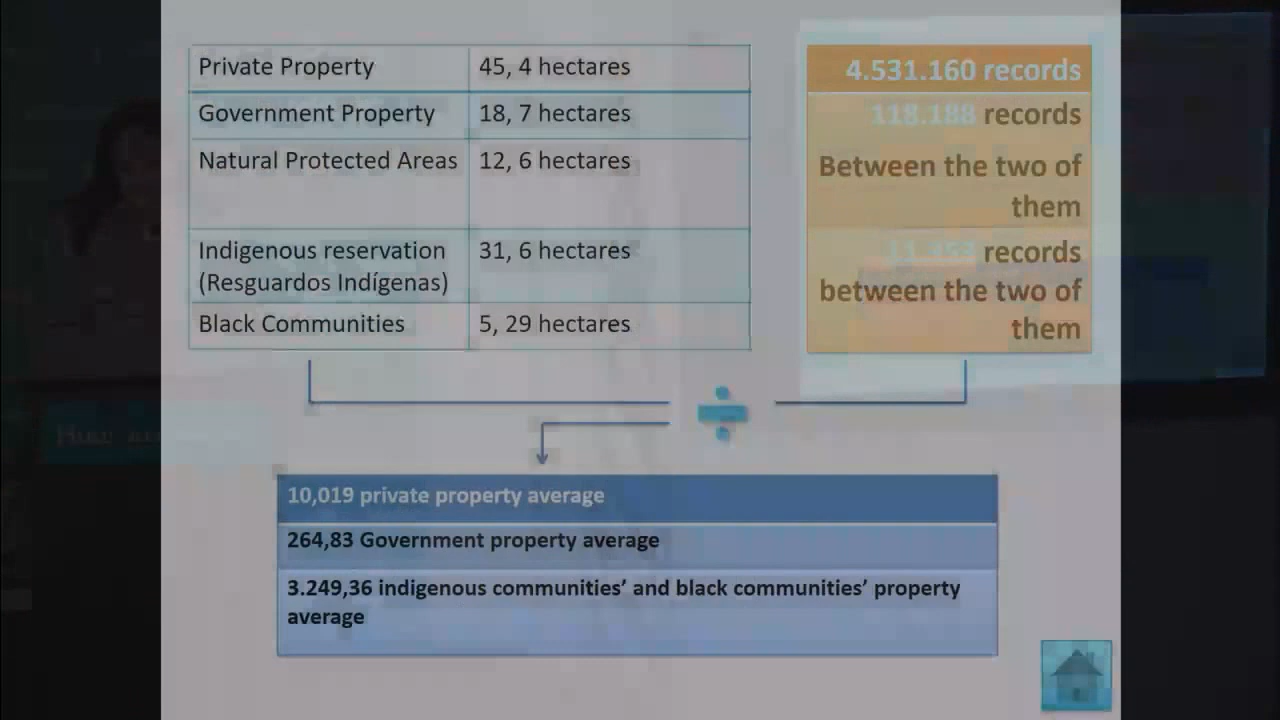 Private Property 45, 4 hectares
4.531.160 records
Government Property 18, 7 hectares
118.188 records
Natural Protected Areas 12, 6 hectares
Between the two of
them
Indigenous reservation 31, 6 hectares
(Resguardos Indígenas)
records
between the two of
them
Black Communities 5, 29 hectares
10,019 private property average
264,83 Government property average
3.249,36 indigenous communities’ and black communities’ property
average